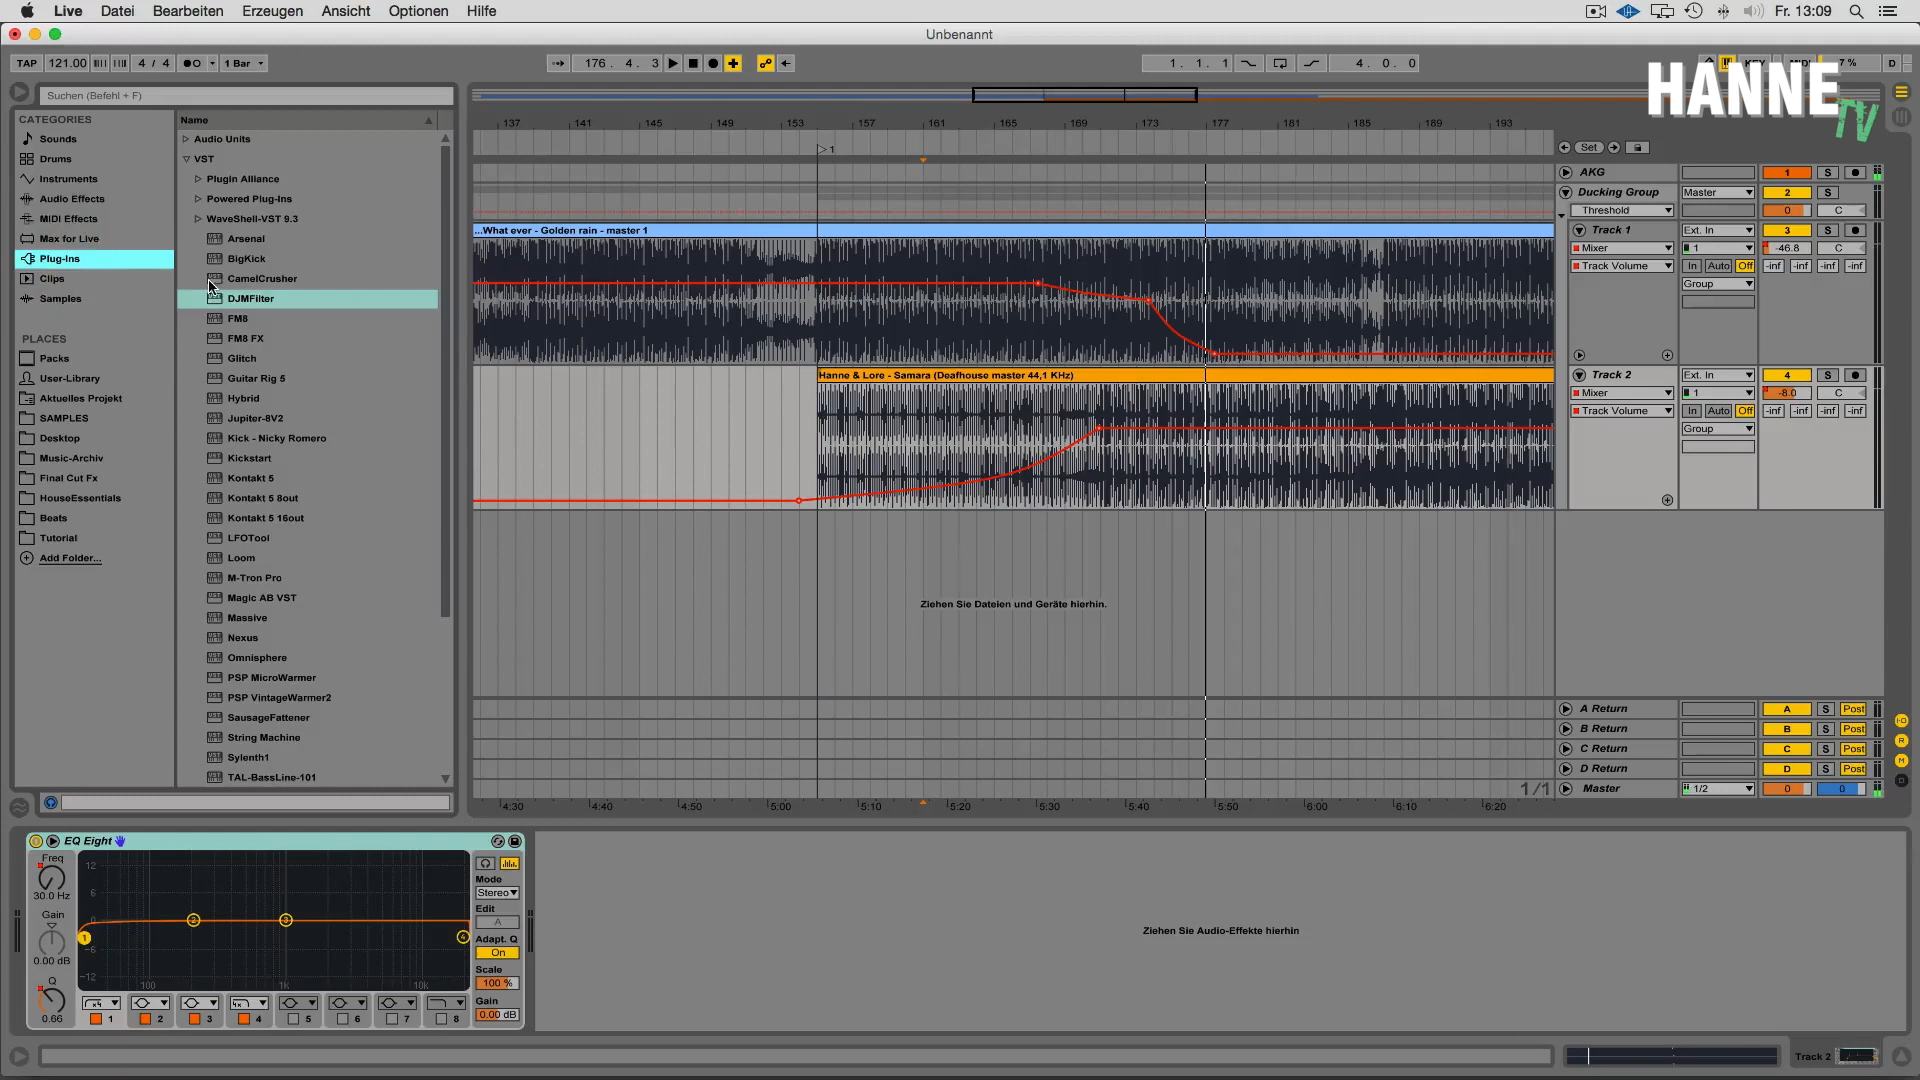 Live Datei Bearbeiten Erzeugen Ansicht Optionen Hilfe Fr. 13:09
Unbenannt
TAP 121.00 4 / 4 1 Bar 176 . 4 . 3 1 . 1 . 1 4 . 0 . 0 7 % D
HANNE
TV
Suchen (Befehl + F)
CATEGORIES
Sounds
Drums
Instruments
Audio Effects
MIDI Effects
Max for Live
Plug-Ins
Clips
Samples
PLACES
Packs
User-Library
Aktuelles Projekt
SAMPLES
Desktop
Music-Archiv
Final Cut Fx
HouseEssentials
Beats
Tutorial
Add Folder...
Name
Audio Units
VST
Plugin Alliance
Powered Plug-Ins
WaveShell-VST 9.3
Arsenal
BigKick
CamelCrusher
DJMFilter
FM8
FM8 FX
Glitch
Guitar Rig 5
Hybrid
Jupiter-8V2
Kick - Nicky Romero
Kickstart
Kontakt 5
Kontakt 5 8out
Kontakt 5 16out
LFOTool
Loom
M-Tron Pro
Magic AB VST
Massive
Nexus
Omnisphere
PSP MicroWarmer
PSP VintageWarmer2
SausageFattener
String Machine
Sylenth1
TAL-BassLine-101
137 141 145 149 153 157 161 165 169 173 177 181 185 189 193
1
Set
...What ever - Golden rain - master 1
Hanne & Lore - Samara (Deafhouse master 44,1 KHz)
Ziehen Sie Dateien und Geräte hierhin.
4:30 4:40 4:50 5:00 5:10 5:20 5:30 5:40 5:50 6:00 6:10 6:20
1/1
AKG 1 S
Ducking Group Master 2 S
Threshold 0 C
Track 1 Ext. In 3 S
Mixer 1 -46.8 C
Track Volume In Auto Off -inf -inf -inf -inf
Group
Track 2 Ext. In 4 S
Mixer 1 -8.0 C
Track Volume In Auto Off -inf -inf -inf -inf
Group
A Return A S Post
B Return B S Post
C Return C S Post
D Return D S Post
Master 1/2 0 0
EQ Eight
Freq
30.0 Hz
Gain
0.00 dB
Q
0.66
12
6
0
-6
-12
100 1K 10K
1 2 3 4
1 2 3 4 5 6 7 8
Mode
Stereo
Edit
A
Adapt. Q
On
Scale
100 %
Gain
0.00 dB
Ziehen Sie Audio-Effekte hierhin
Track 2